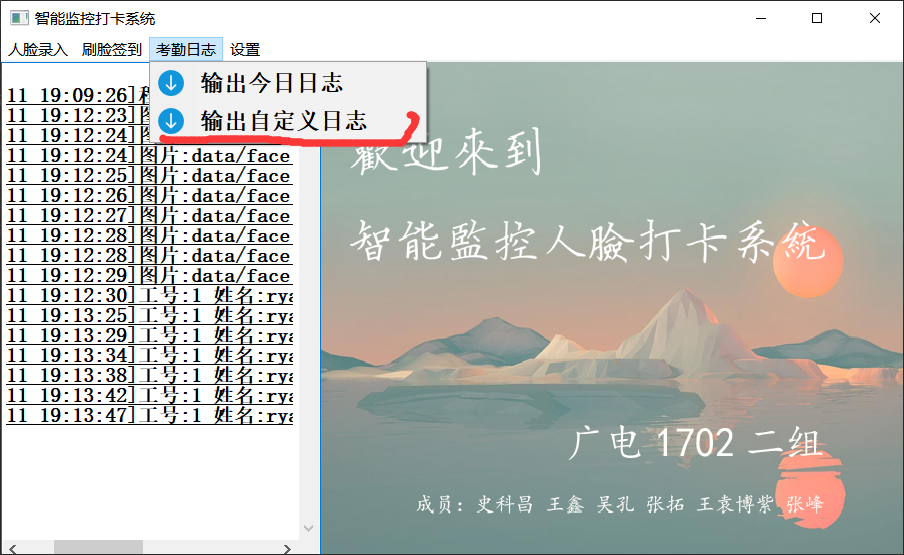 智能监控打卡系统
人脸录入 刷脸签到 考勤日志 设置
输出今日日志
输出自定义日志
11 19:09:26]
11 19:12:23]
11 19:12:24]
11 19:12:24]图片:data/face
11 19:12:25]图片:data/face
11 19:12:26]图片:data/face
11 19:12:27]图片:data/face
11 19:12:28]图片:data/face
11 19:12:28]图片:data/face
11 19:12:29]图片:data/face
11 19:12:30]工号:1 姓名:rya
11 19:13:25]工号:1 姓名:rya
11 19:13:29]工号:1 姓名:rya
11 19:13:34]工号:1 姓名:rya
11 19:13:38]工号:1 姓名:rya
11 19:13:42]工号:1 姓名:rya
11 19:13:47]工号:1 姓名:rya
歡迎來到
智能監控人臉打卡系統
广电 1702 二组
成员：史科昌 王鑫 吴孔 张拓 王袁博紫 张峰